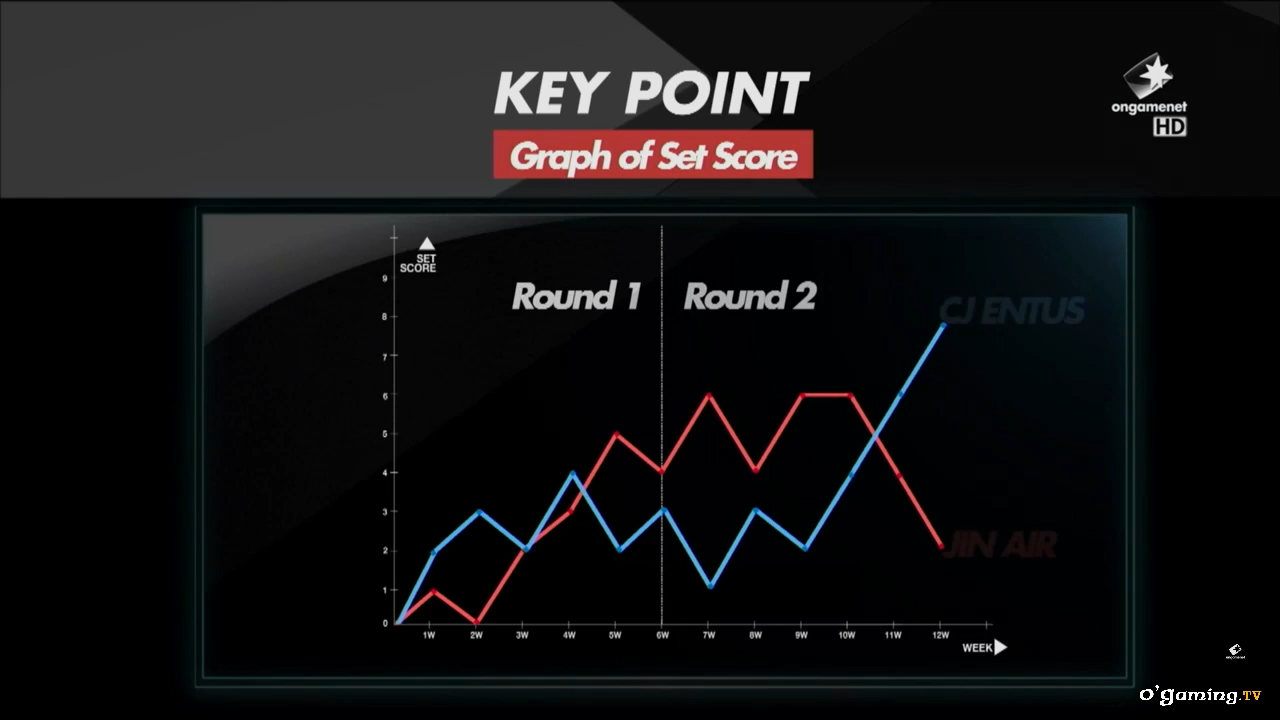 KEY POINT
Graph of Set Score
ongamenet
HD
SET
SCORE
Round 1
Round 2
CJ ENTUS
JIN AIR
9
8
7
6
5
4
3
2
1
0
1W 2W 3W 4W 5W 6W 7W 8W 9W 10W 11W 12W
WEEK
ongamenet
O'Gaming.TV